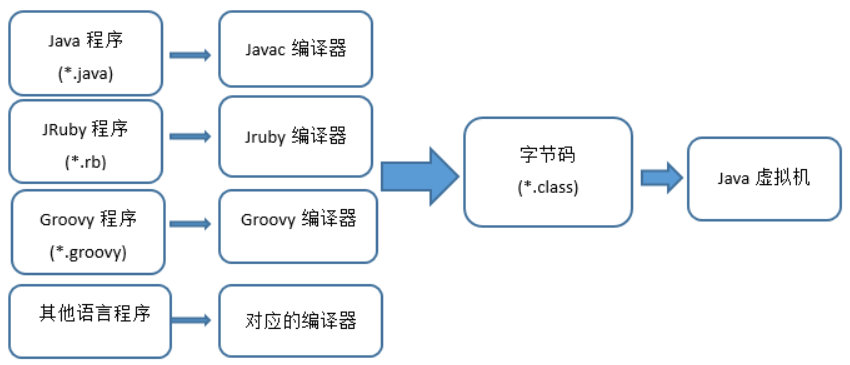 Java 程序
(*.java)
Javac 编译器
JRuby 程序
(*.rb)
Jruby 编译器
Groovy 程序
(*.groovy)
Groovy 编译器
其他语言程序
对应的编译器
字节码
(*.class)
Java 虚拟机